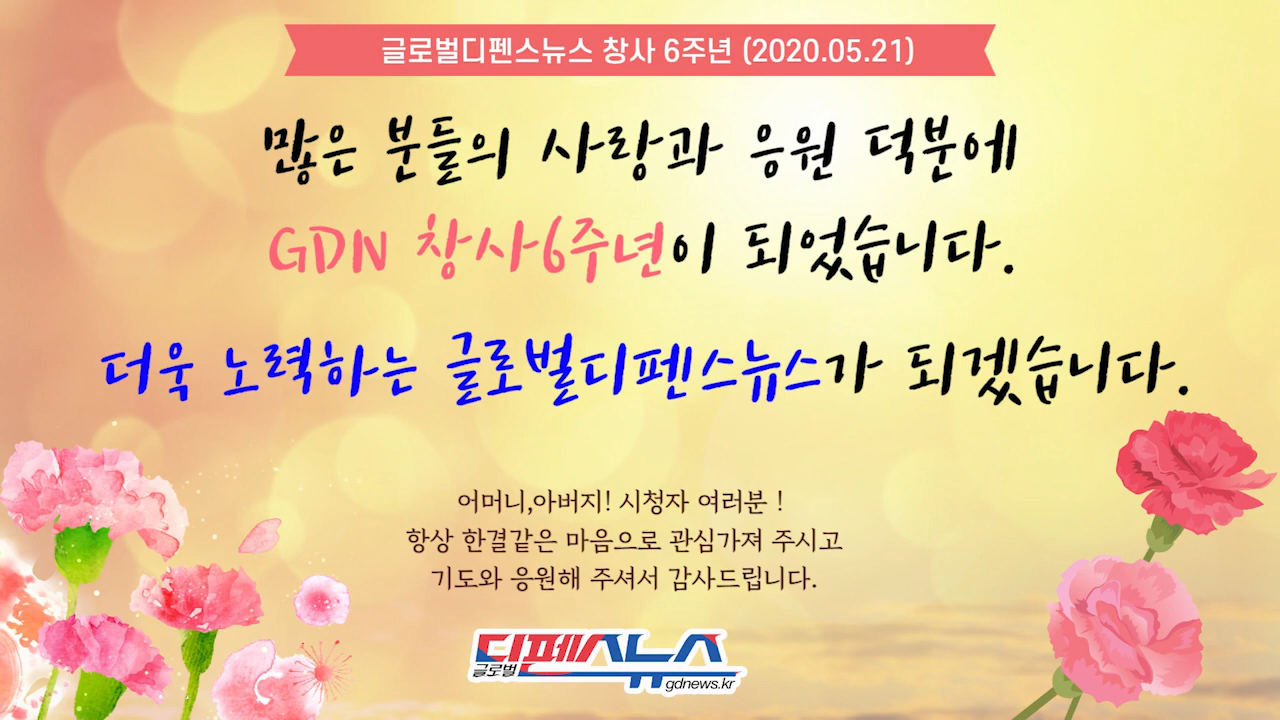 글로벌디펜스뉴스 창사 6주년 (2020.05.21)
많은 분들의 사랑과 응원 덕분에
GDN 창사6주년이 되었습니다.
더욱 노력하는 글로벌디펜스뉴스가 되겠습니다.
어머니,아버지! 시청자 여러분 !
항상 한결같은 마음으로 관심가져 주시고
기도와 응원해 주셔서 감사드립니다.
글로벌 디펜스뉴스
gdnews.kr